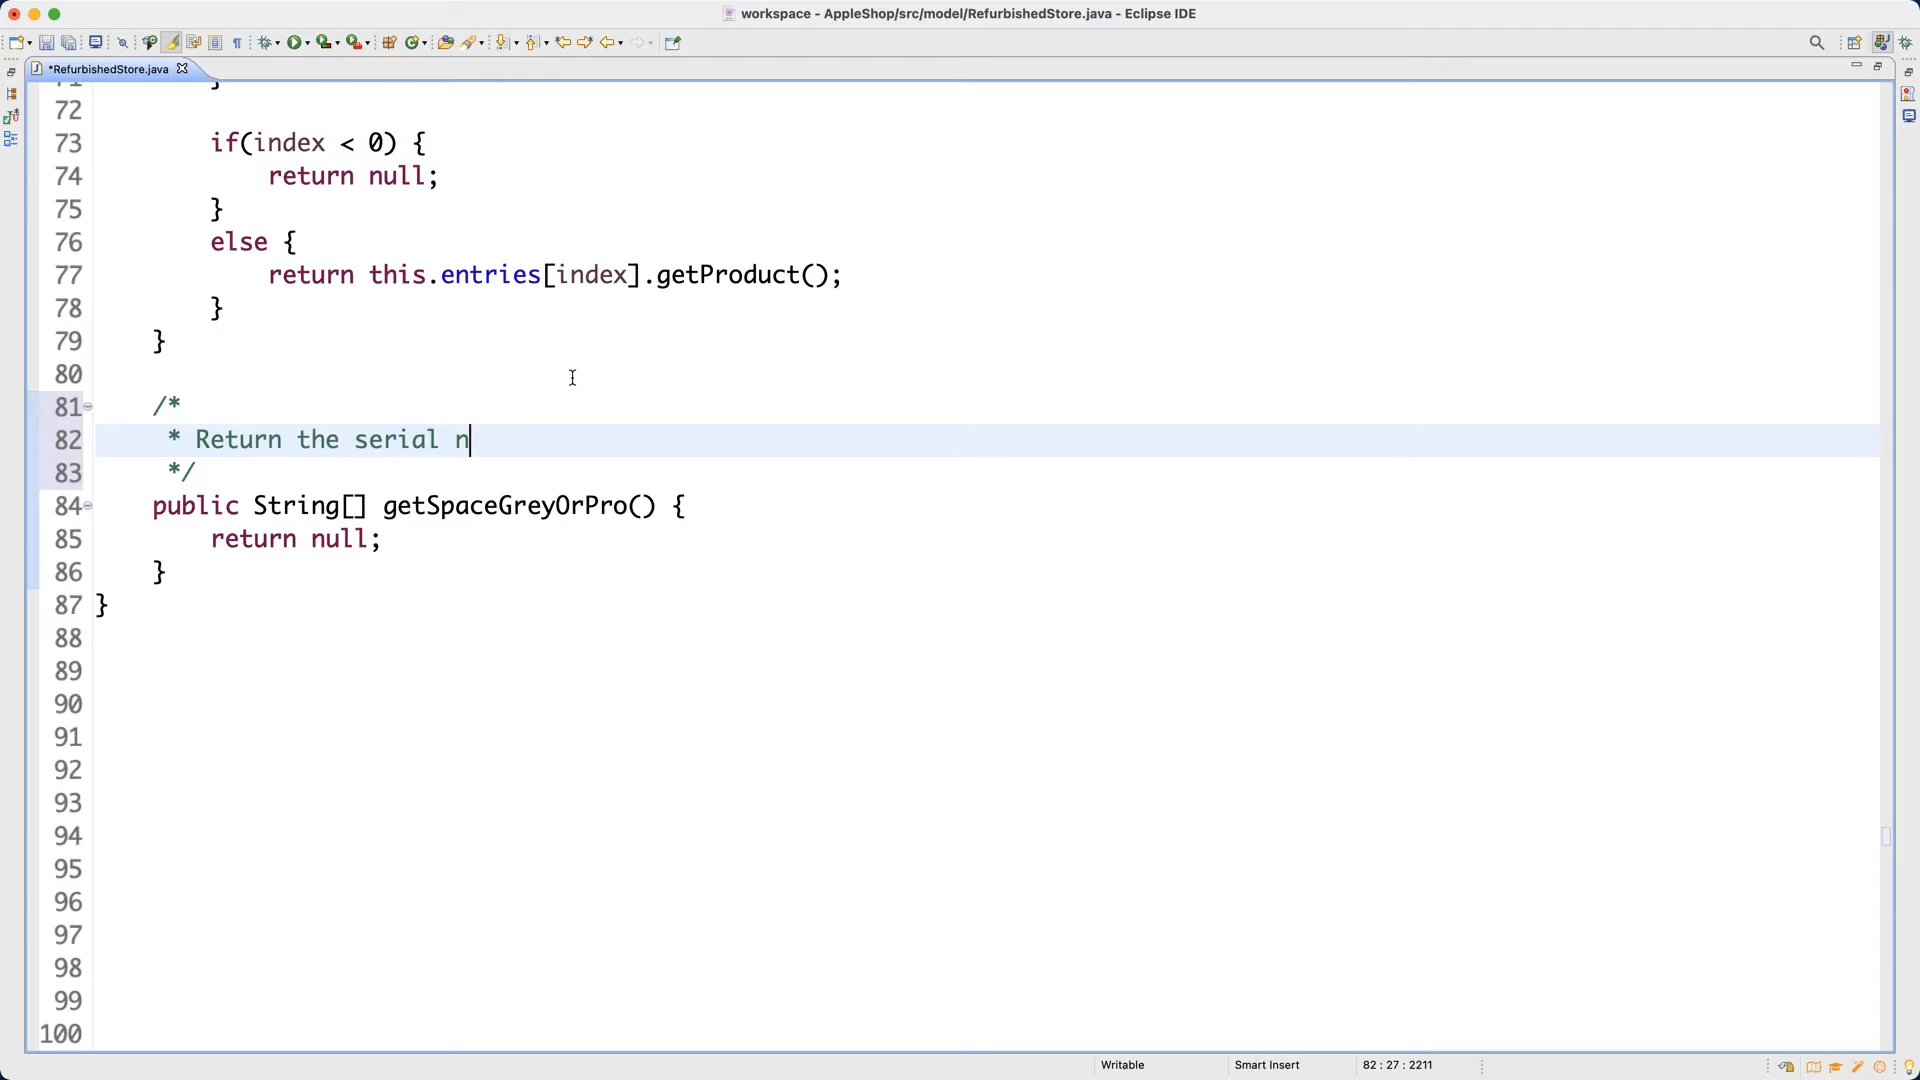 workspace - AppleShop/src/model/RefurbishedStore.java - Eclipse IDE
*RefurbishedStore.java
71 }
72
73 if(index < 0) {
74 return null;
75 }
76 else {
77 return this.entries[index].getProduct();
78 }
79 }
80
81 /*
82 * Return the serial n
83 */
84 public String[] getSpaceGreyOrPro() {
85 return null;
86 }
87 }
88
89
90
91
92
93
94
95
96
97
98
99
100
Writable Smart Insert 82 : 27 : 2211